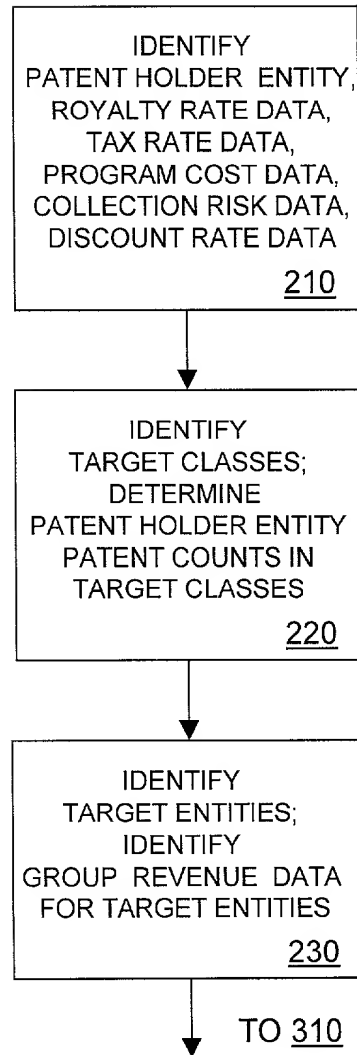 IDENTIFY
PATENT HOLDER ENTITY,
ROYALTY RATE DATA,
TAX RATE DATA,
PROGRAM COST DATA,
COLLECTION RISK DATA,
DISCOUNT RATE DATA
210
IDENTIFY
TARGET CLASSES;
DETERMINE
PATENT HOLDER ENTITY
PATENT COUNTS IN
TARGET CLASSES
220
IDENTIFY
TARGET ENTITIES;
IDENTIFY
GROUP REVENUE DATA
FOR TARGET ENTITIES
230
TO 310